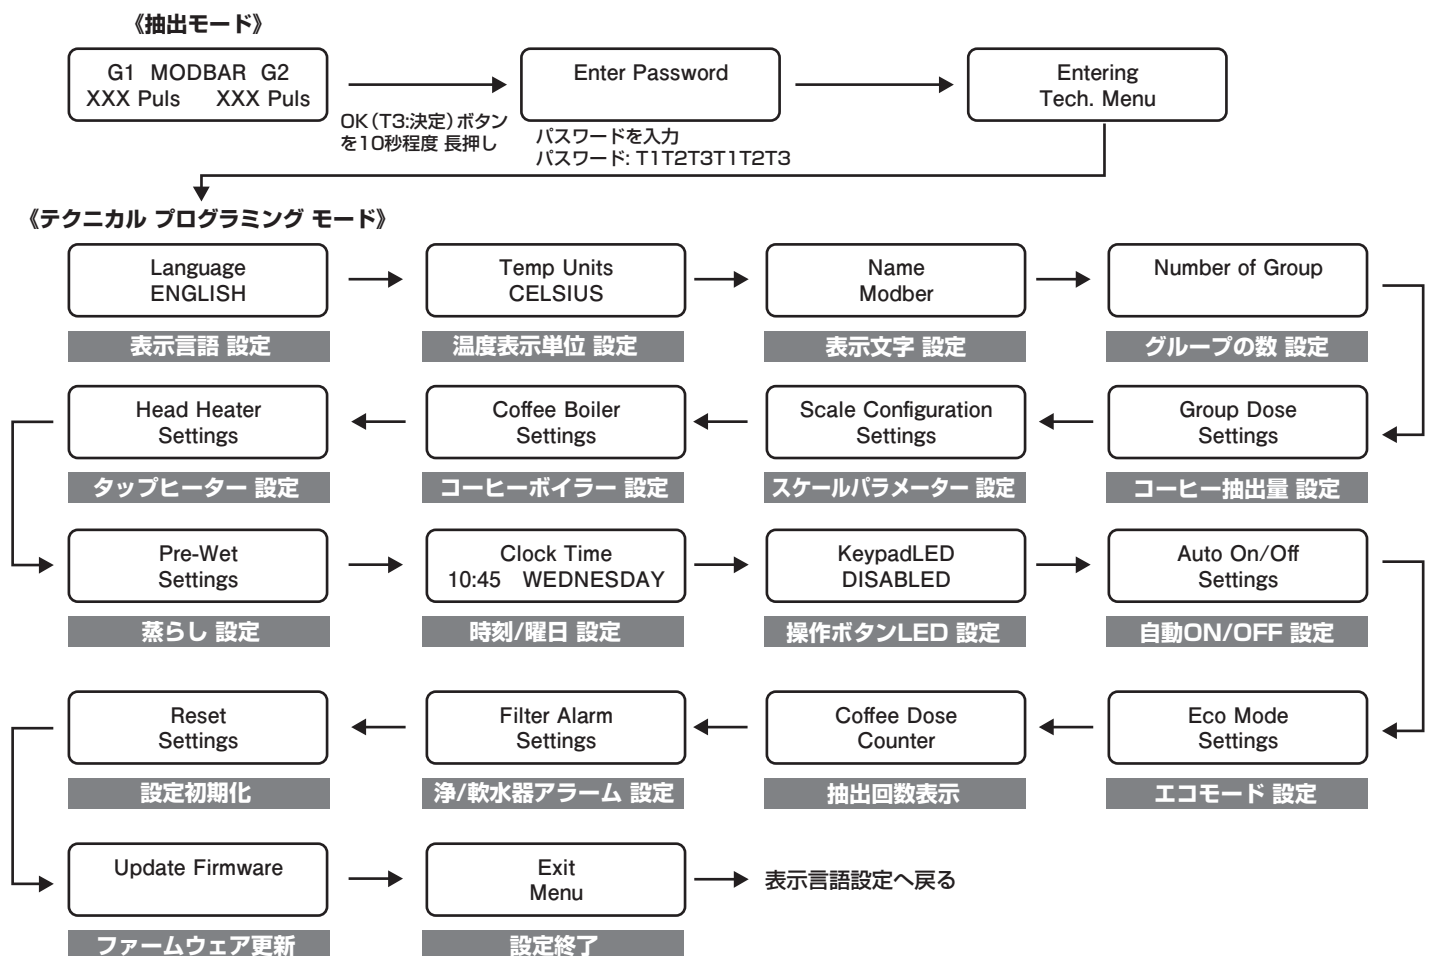 《抽出モード》
G1 MODBAR G2
XXX Puls XXX Puls
OK（T3:決定）ボタン
を10秒程度 長押し
Enter Password
パスワードを入力
パスワード: T1T2T3T1T2T3
Entering
Tech. Menu
《テクニカル プログラミング モード》
Language
ENGLISH
表示言語 設定
Temp Units
CELSIUS
温度表示単位 設定
Name
Modber
表示文字 設定
Number of Group
グループの数 設定
Group Dose
Settings
コーヒー抽出量 設定
Scale Configuration
Settings
スケールパラメーター 設定
Coffee Boiler
Settings
コーヒーボイラー 設定
Head Heater
Settings
タップヒーター 設定
Pre-Wet
Settings
蒸らし 設定
Clock Time
10:45 WEDNESDAY
時刻/曜日 設定
KeypadLED
DISABLED
操作ボタンLED 設定
Auto On/Off
Settings
自動ON/OFF 設定
Eco Mode
Settings
エコモード 設定
Coffee Dose
Counter
抽出回数表示
Filter Alarm
Settings
浄/軟水器アラーム 設定
Reset
Settings
設定初期化
Update Firmware
ファームウェア更新
Exit
Menu
設定終了
表示言語設定へ戻る